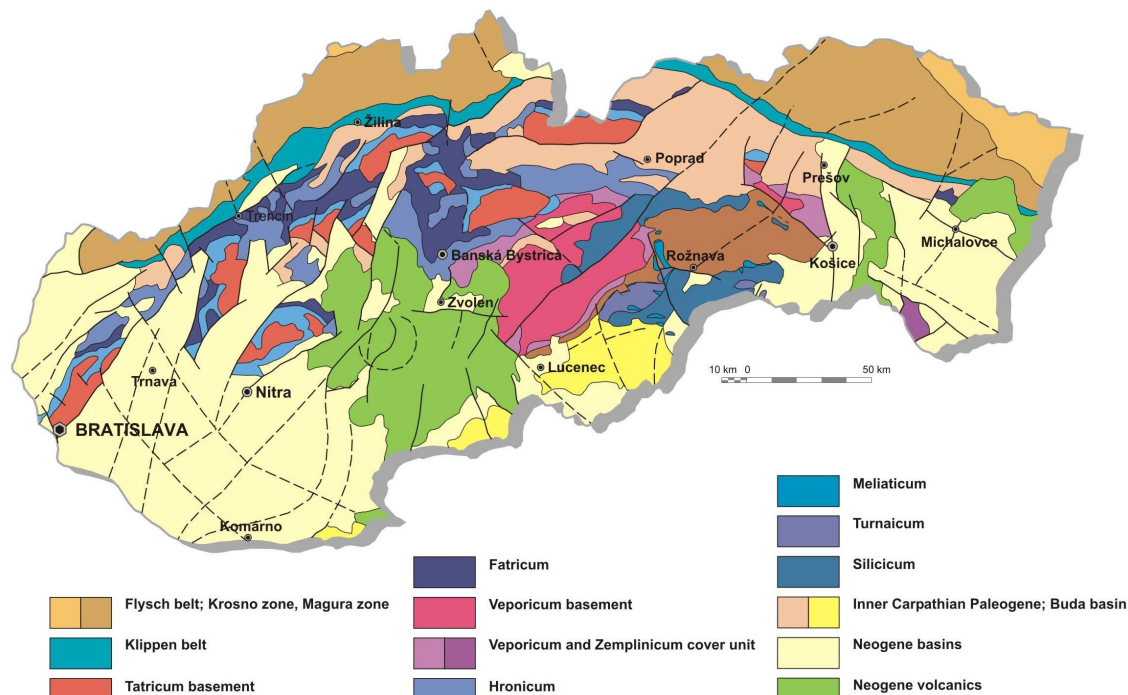 Žilina
Poprad
Prešov
Trencín
Michalovce
Banská Bystrica
Rožnava
Košice
Zvolen
Lucenec
Trnava
Nitra
10 km 0 50 km
BRATISLAVA
Komárno
Meliaticum
Turnaicum
Fatricum
Silicicum
Flysch belt; Krosno zone, Magura zone
Veporicum basement
Inner Carpathian Paleogene; Buda basin
Klippen belt
Veporicum and Zemplinicum cover unit
Neogene basins
Tatricum basement
Hronicum
Neogene volcanics